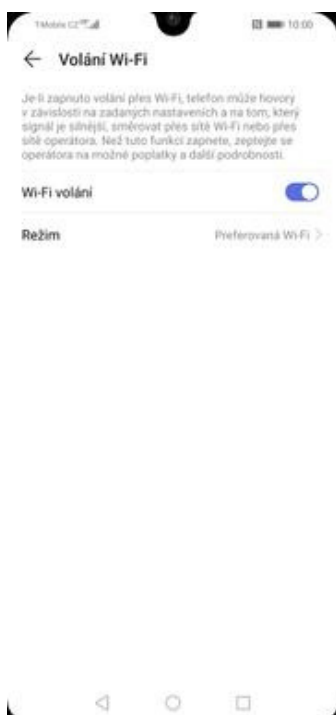 T-Mobile CZ 10:00
Volání Wi-Fi
Je-li zapnuto volání přes Wi-Fi, telefon může hovory
v závislosti na zadaných nastaveních a na tom, který
signál je silnější, směrovat přes sítě Wi-Fi nebo přes
sítě operátora. Než tuto funkci zapnete, zeptejte se
operátora na možné poplatky a další podrobnosti.
Wi-Fi volání
Režim Preferovaná Wi-Fi